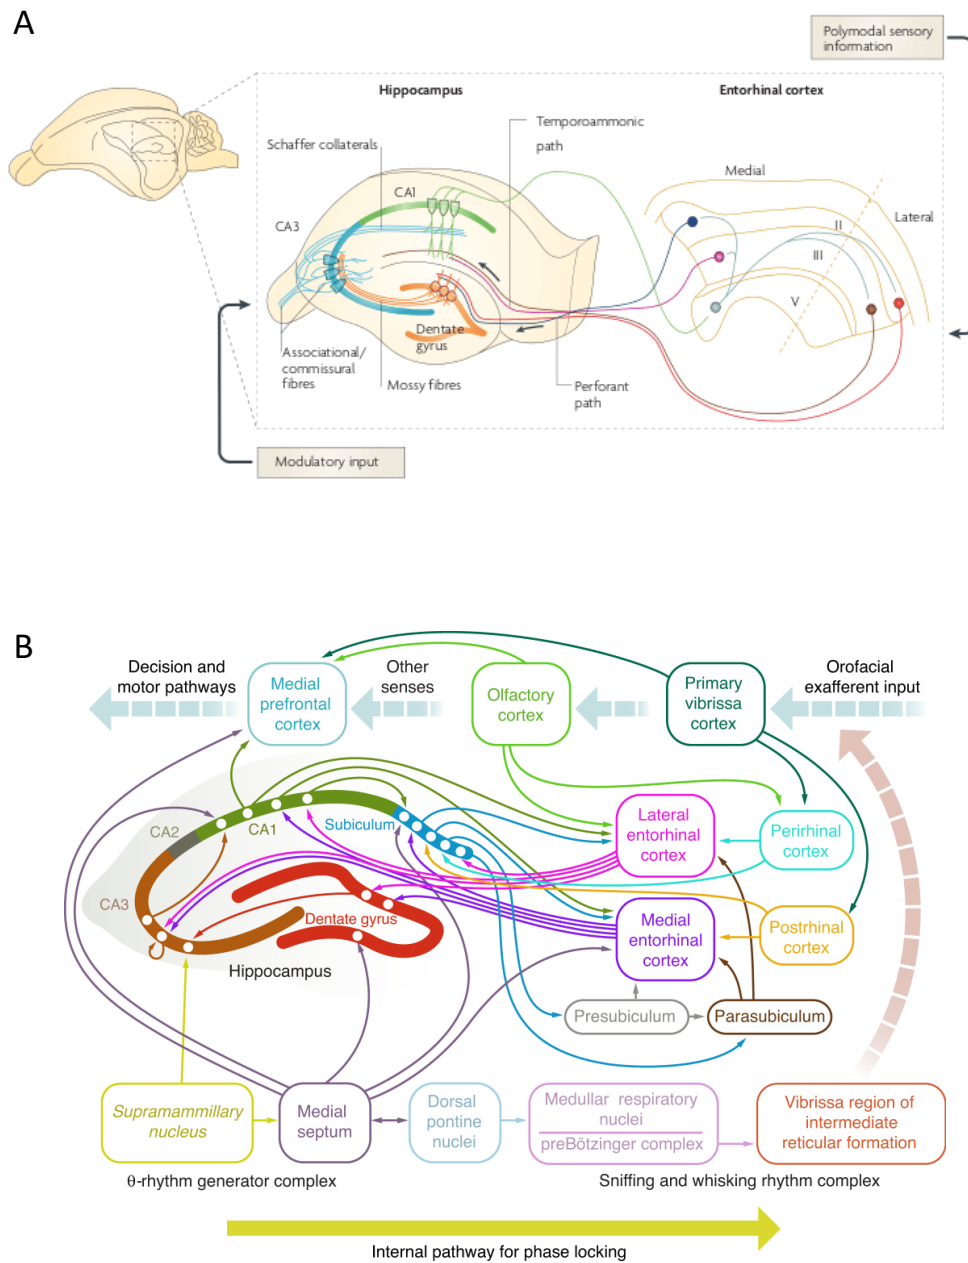 A
Polymodal sensory
information
Hippocampus
Entorhinal cortex
Temporoammonic
path
Schaffer collaterals
Medial
CA1
Lateral
CA3
II
III
V
Dentate
gyrus
Associational/
commissural
fibres
Mossy fibres
Perforant
path
Modulatory input
B
Decision and
motor pathways
Medial
prefrontal
cortex
Other
senses
Olfactory
cortex
Primary
vibrissa
cortex
Orofacial
exafferent input
CA2
CA1
Subiculum
Lateral
entorhinal
cortex
Perirhinal
cortex
CA3
Dentate gyrus
Hippocampus
Medial
entorhinal
cortex
Postrhinal
cortex
Presubiculum
Parasubiculum
Supramammillary
nucleus
Medial
septum
Dorsal
pontine
nuclei
Medullar respiratory
nuclei
preBötzinger complex
Vibrissa region of
intermediate
reticular formation
θ-rhythm generator complex
Sniffing and whisking rhythm complex
Internal pathway for phase locking